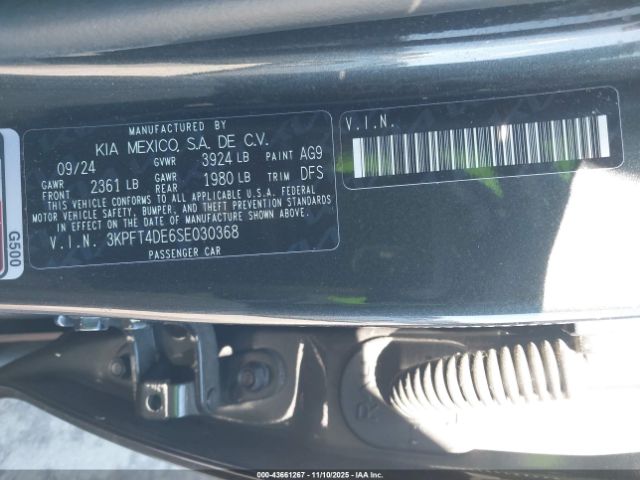 MANUFACTURED BY
KIA MEXICO, S.A. DE C.V.
09/24 GVWR 3924 LB PAINT AG9
GAWR FRONT 2361 LB GAWR REAR 1980 LB TRIM DFS
THIS VEHICLE CONFORMS TO ALL APPLICABLE U.S.A. FEDERAL
MOTOR VEHICLE SAFETY, BUMPER, AND THEFT PREVENTION STANDARDS
IN EFFECT ON THE DATE OF MANUFACTURE SHOWN ABOVE.
V.I.N. 3KPFT4DE6SE030368
PASSENGER CAR
V.I.N.
G500
000-43661267 - 11/10/2025 - IAAI.COM